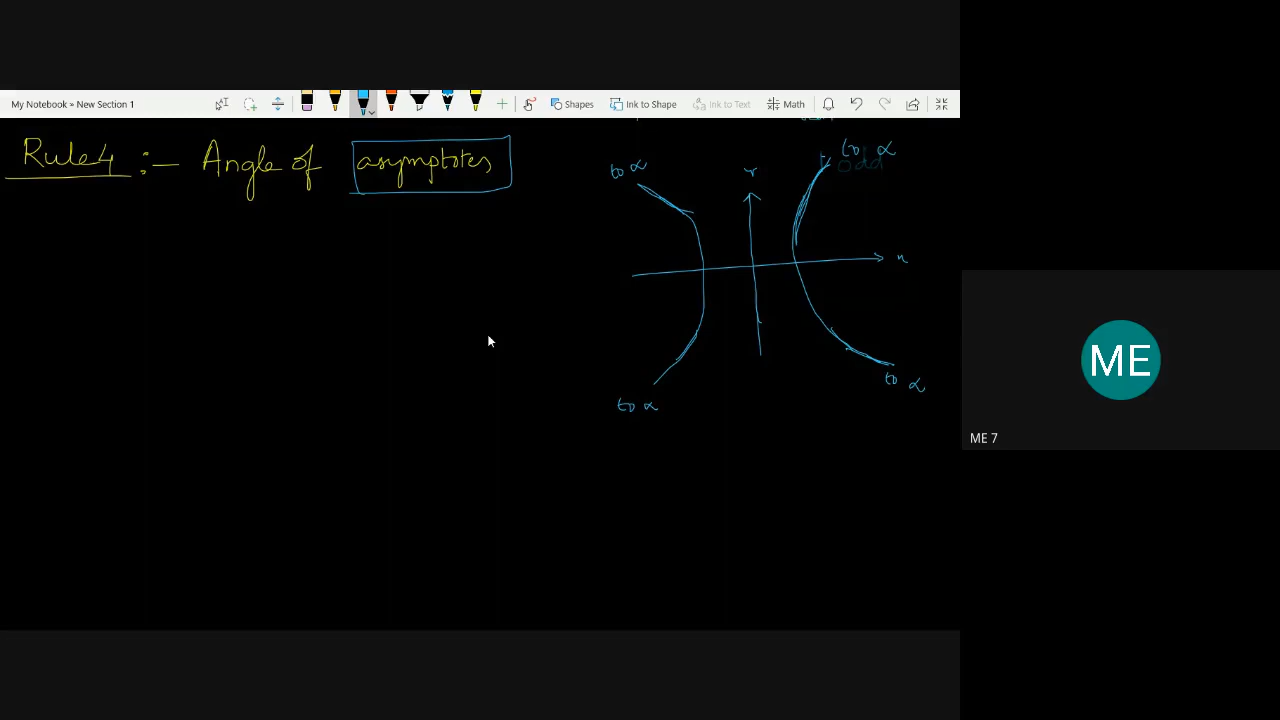 My Notebook » New Section 1
Shapes
Ink to Shape
Ink to Text
Math
Rule4 :- Angle of asymptotes
to α
to α
odd
x
to α
to α
ME
ME 7